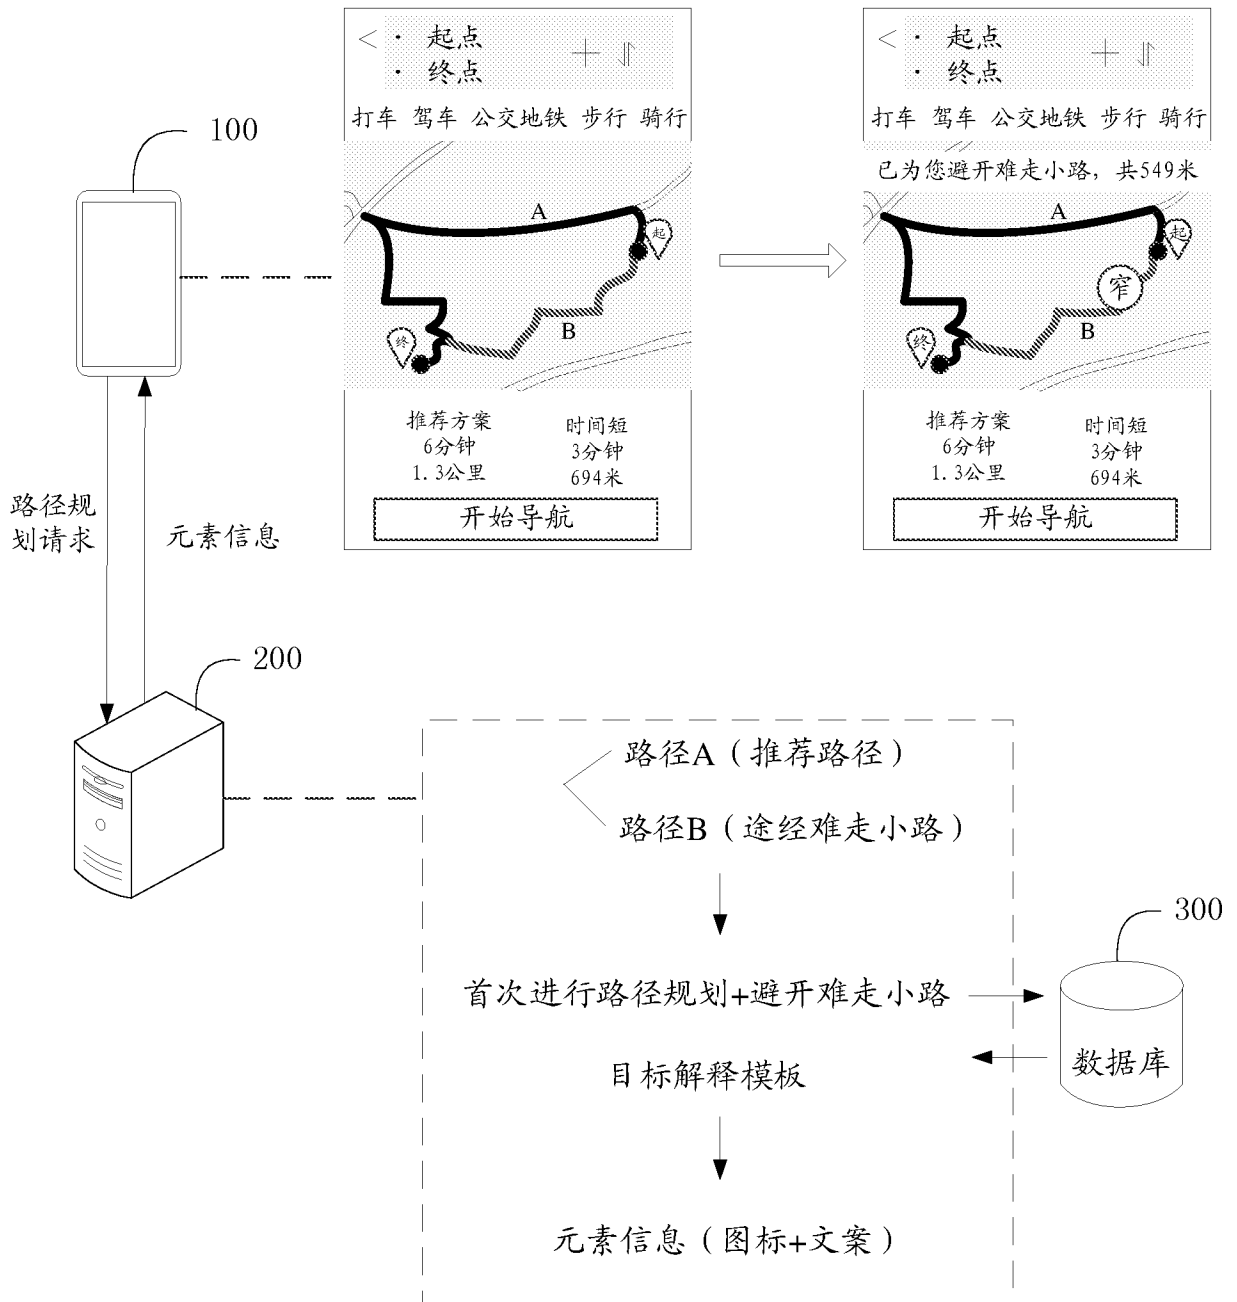 100
< · 起点
· 终点
打车 驾车 公交地铁 步行 骑行
A
起
B
终
推荐方案
6分钟
1.3公里
时间短
3分钟
694米
开始导航
< · 起点
· 终点
打车 驾车 公交地铁 步行 骑行
已为您避开难走小路，共549米
A
起
窄
B
终
推荐方案
6分钟
1.3公里
时间短
3分钟
694米
开始导航
路径规
划请求
元素信息
200
路径A（推荐路径）
路径B（途经难走小路）
300
首次进行路径规划+避开难走小路
数据库
目标解释模板
元素信息（图标+文案）